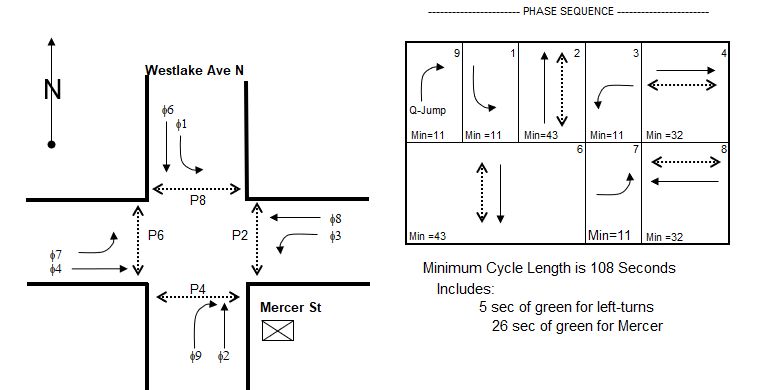 ----------------------- PHASE SEQUENCE -----------------------
N
Westlake Ave N
ϕ6
ϕ1
P8
P6
P2
ϕ8
ϕ3
ϕ7
ϕ4
P4
Mercer St
ϕ9
ϕ2
9
1
2
3
4
Q-Jump
Min=11
Min =11
Min=43
Min=11
Min =32
6
7
8
Min =43
Min=11
Min =32
Minimum Cycle Length is 108 Seconds
Includes:
5 sec of green for left-turns
26 sec of green for Mercer